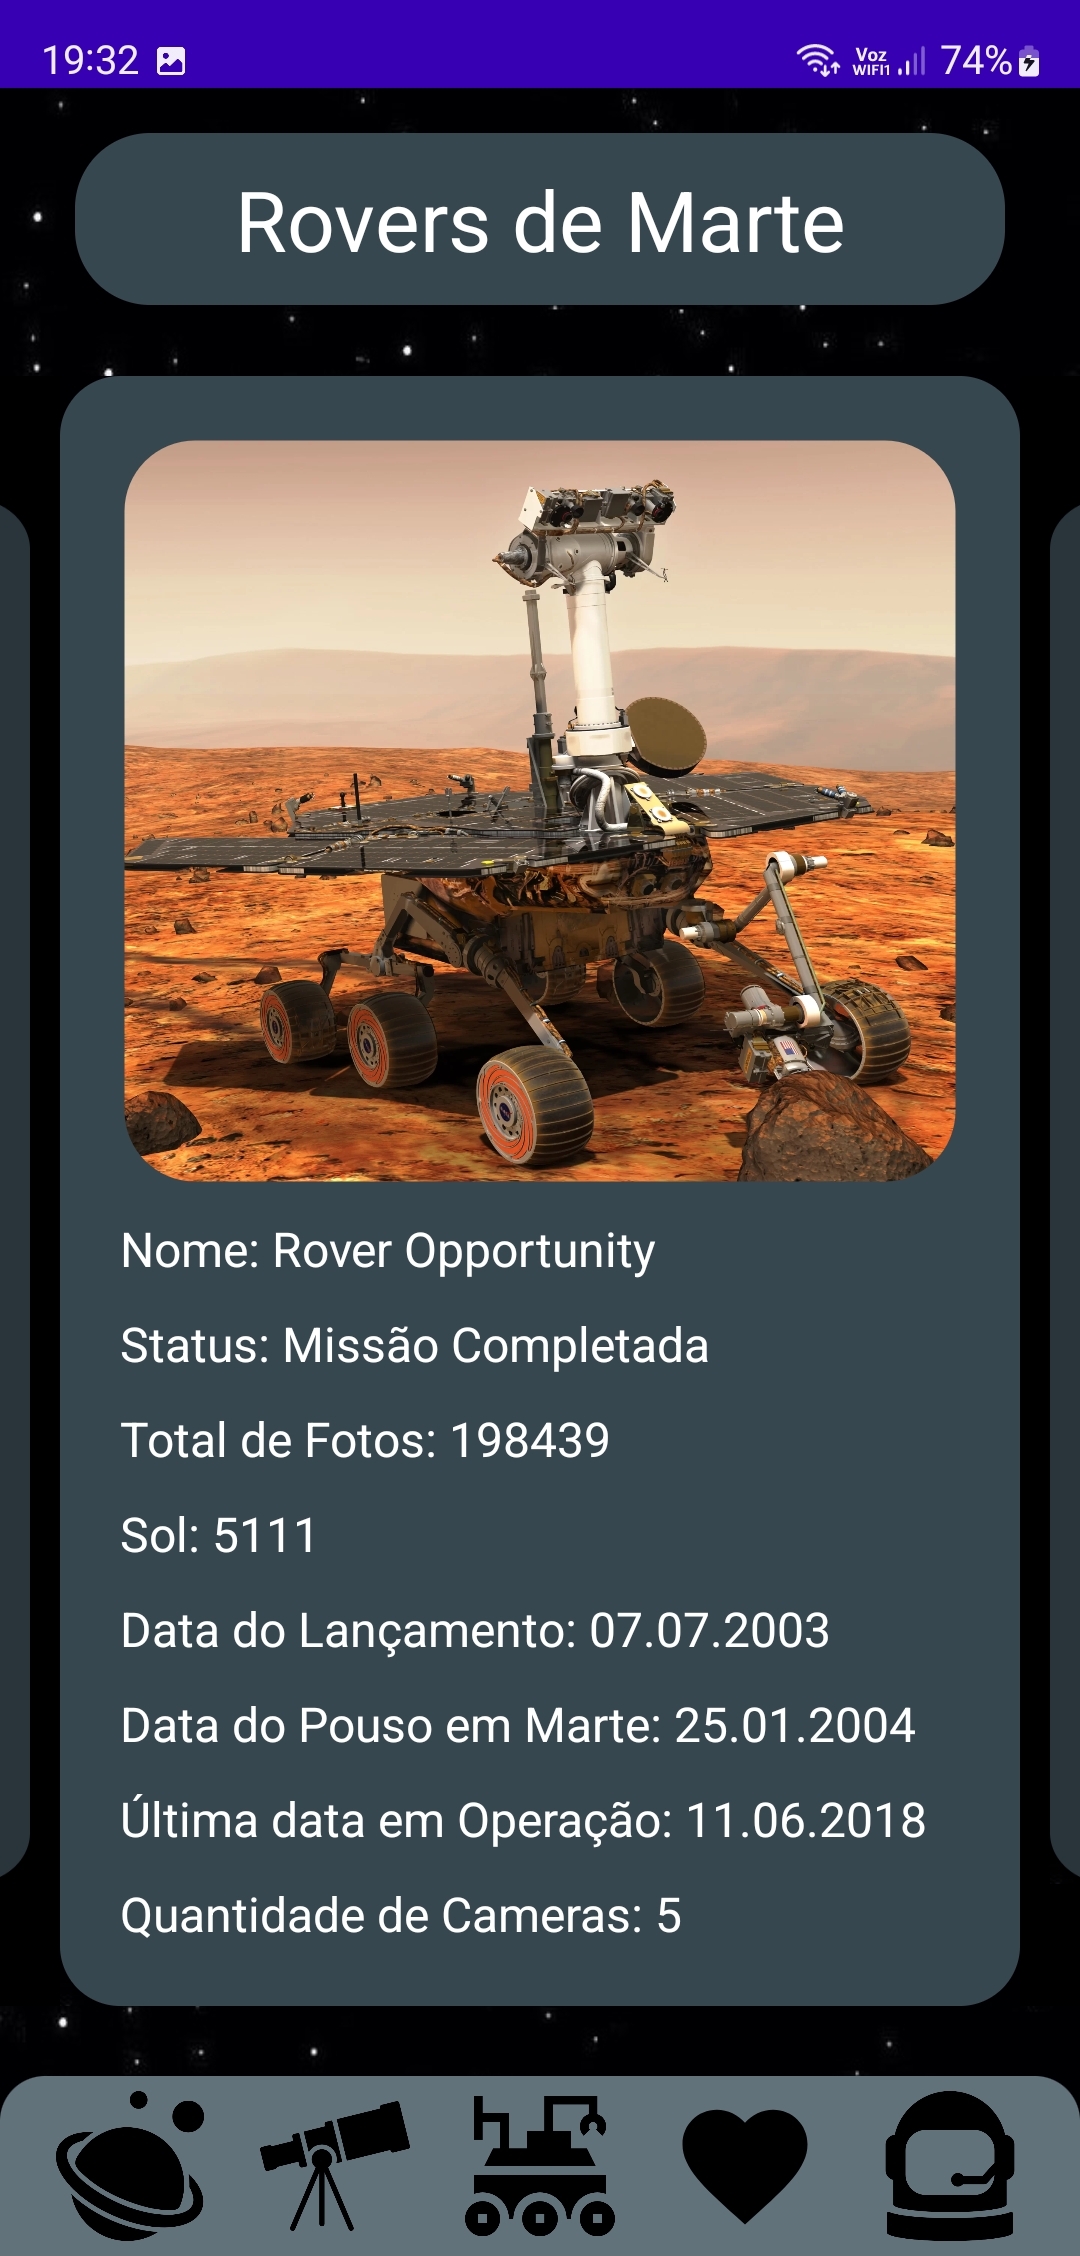 19:32
Voz
WIFI1
74%
Rovers de Marte
Nome: Rover Opportunity
Status: Missão Completada
Total de Fotos: 198439
Sol: 5111
Data do Lançamento: 07.07.2003
Data do Pouso em Marte: 25.01.2004
Última data em Operação: 11.06.2018
Quantidade de Cameras: 5